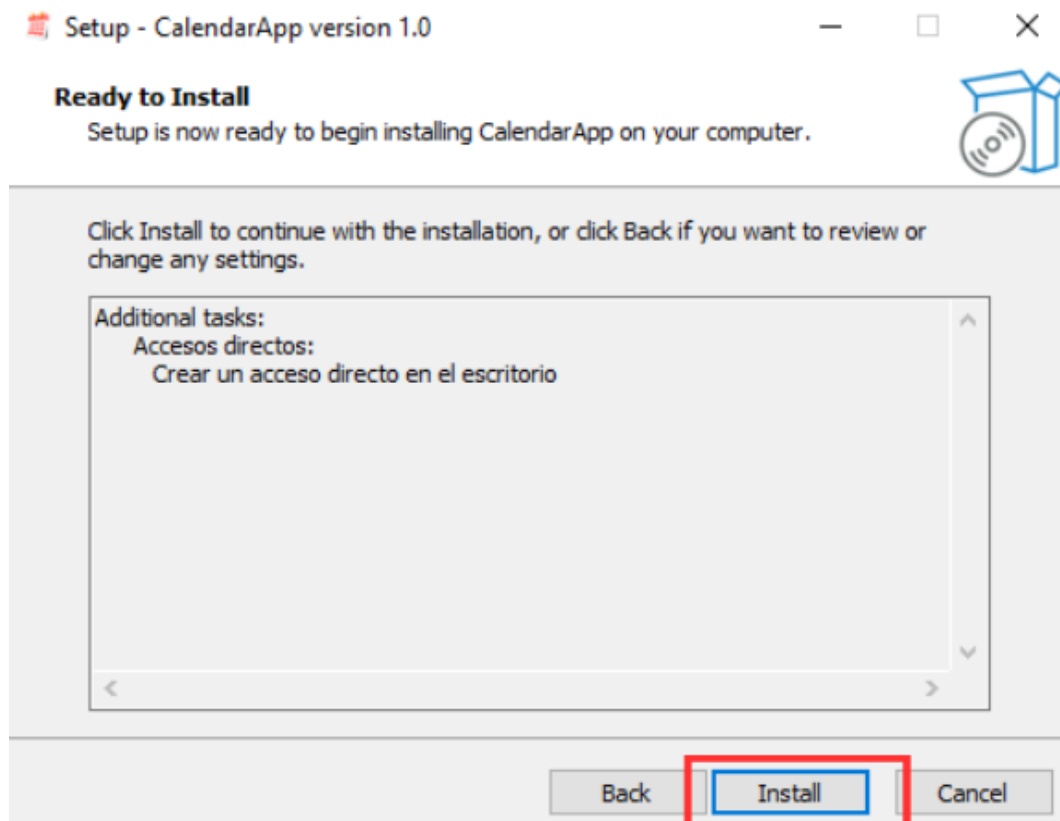 Setup - CalendarApp version 1.0
Ready to Install
Setup is now ready to begin installing CalendarApp on your computer.
Click Install to continue with the installation, or click Back if you want to review or
change any settings.
Additional tasks:
Accesos directos:
Crear un acceso directo en el escritorio
Back
Install
Cancel